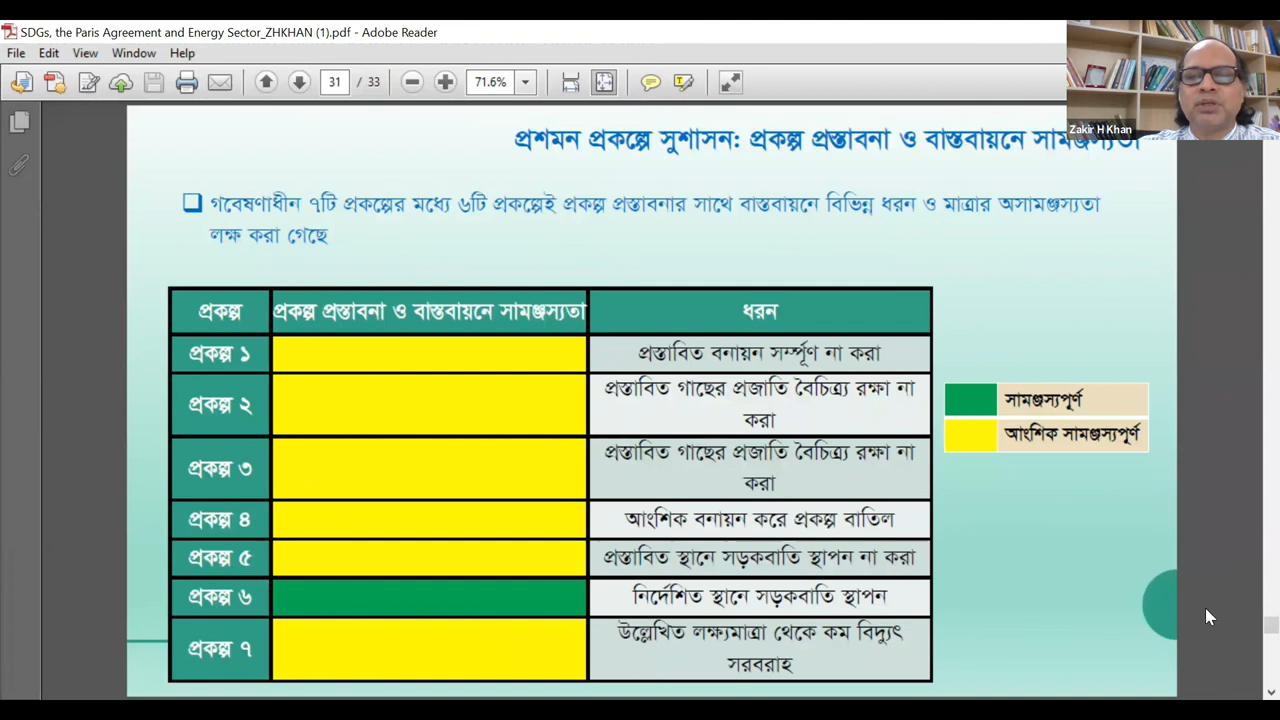 SDGs, the Paris Agreement and Energy Sector_ZHKHAN (1).pdf - Adobe Reader
File Edit View Window Help
31 / 33 71.6%
Zakir H Khan
প্রশমন প্রকল্পে সুশাসন: প্রকল্প প্রস্তাবনা ও বাস্তবায়নে সামঞ্জস্যতা
গবেষণাধীন ৭টি প্রকল্পের মধ্যে ৬টি প্রকল্পেই প্রকল্প প্রস্তাবনার সাথে বাস্তবায়নে বিভিন্ন ধরন ও মাত্রার অসামঞ্জস্যতা
লক্ষ করা গেছে
প্রকল্প প্রকল্প প্রস্তাবনা ও বাস্তবায়নে সামঞ্জস্যতা ধরন
প্রকল্প ১ প্রস্তাবিত বনায়ন সর্ম্পূণ না করা
প্রকল্প ২ প্রস্তাবিত গাছের প্রজাতি বৈচিত্র্য রক্ষা না
করা
প্রকল্প ৩ প্রস্তাবিত গাছের প্রজাতি বৈচিত্র্য রক্ষা না
করা
প্রকল্প ৪ আংশিক বনায়ন করে প্রকল্প বাতিল
প্রকল্প ৫ প্রস্তাবিত স্থানে সড়কবাতি স্থাপন না করা
প্রকল্প ৬ নির্দেশিত স্থানে সড়কবাতি স্থাপন
প্রকল্প ৭ উল্লেখিত লক্ষ্যমাত্রা থেকে কম বিদ্যুৎ
সরবরাহ
সামঞ্জস্যপূর্ণ
আংশিক সামঞ্জস্যপূর্ণ